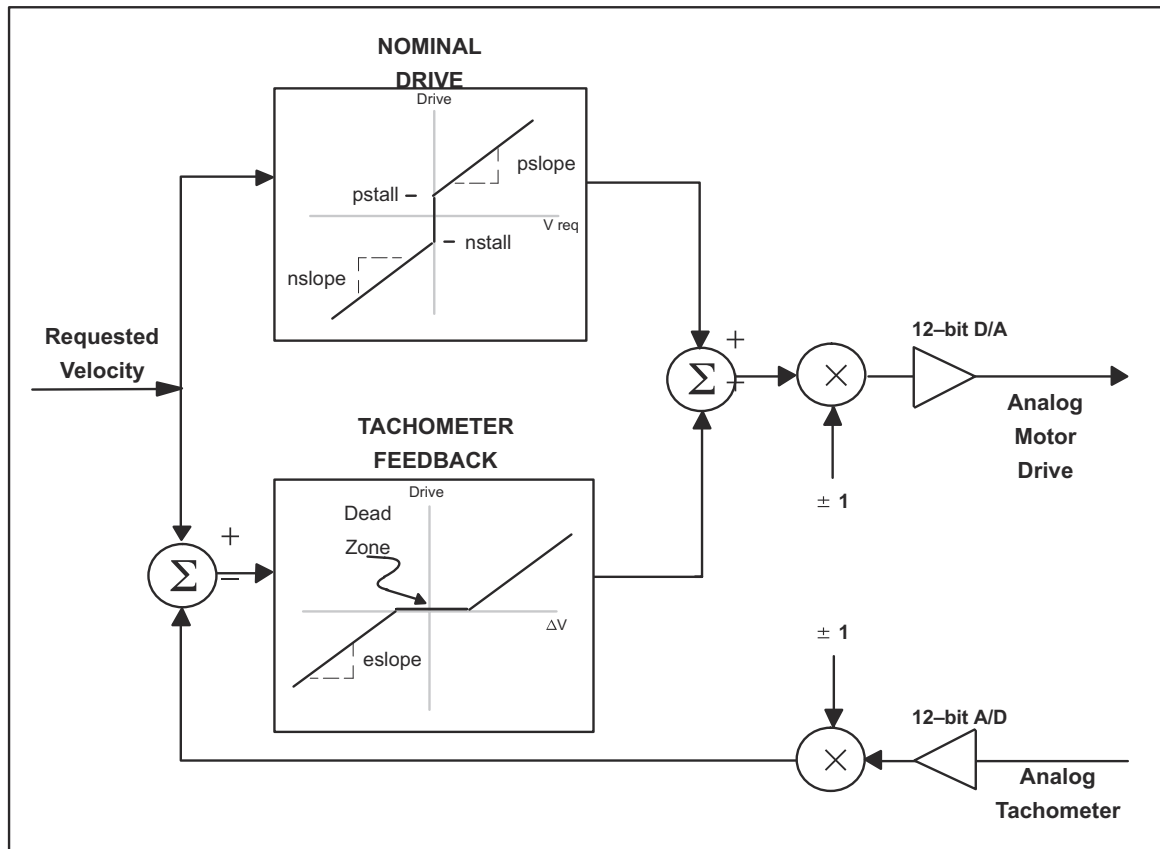 NOMINAL
DRIVE
Drive
pslope
pstall –
V req
– nstall
nslope
Requested
Velocity
+
Σ
+
×
12–bit D/A
Analog
Motor
Drive
± 1
TACHOMETER
FEEDBACK
Drive
Dead
Zone
+
Σ
–
ΔV
eslope
± 1
12–bit A/D
×
Analog
Tachometer